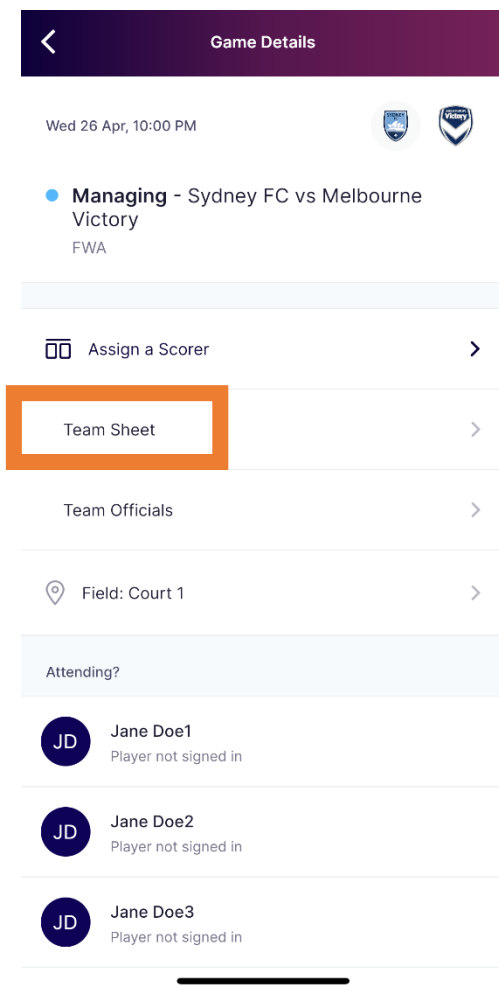 Game Details
Wed 26 Apr, 10:00 PM
SYDNEY
Victory
Managing - Sydney FC vs Melbourne
Victory
FWA
Assign a Scorer
Team Sheet
Team Officials
Field: Court 1
Attending?
JD
Jane Doe1
Player not signed in
JD
Jane Doe2
Player not signed in
JD
Jane Doe3
Player not signed in